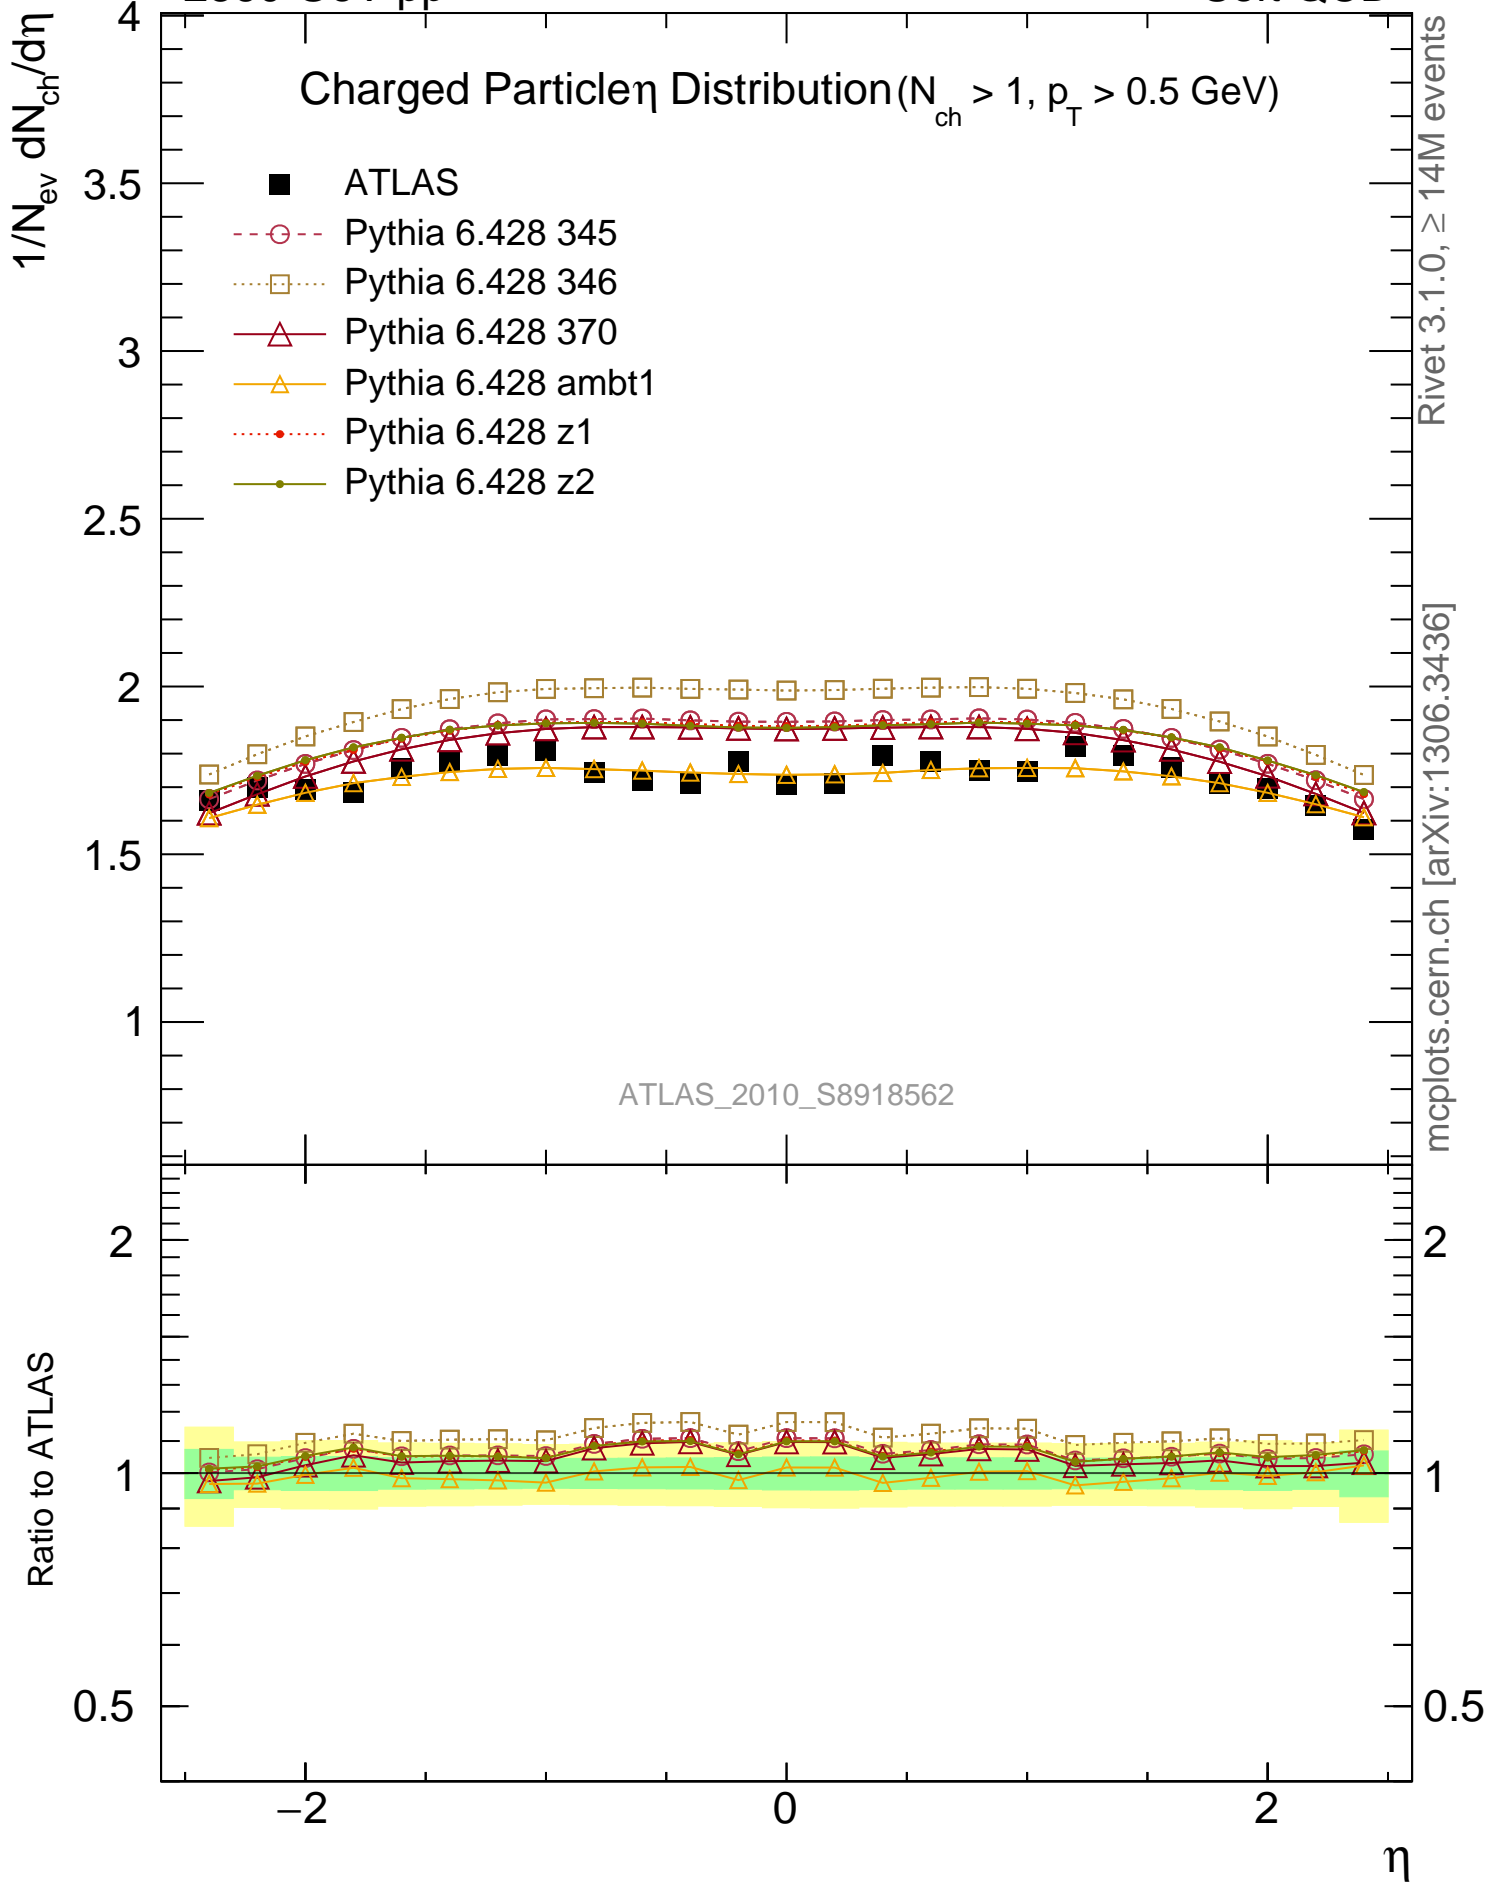 1/N_ev dN_ch/dη
Charged Particleη Distribution (N_ch > 1, p_T > 0.5 GeV)
ATLAS
Pythia 6.428 345
Pythia 6.428 346
Pythia 6.428 370
Pythia 6.428 ambt1
Pythia 6.428 z1
Pythia 6.428 z2
4
3.5
3
2.5
2
1.5
1
ATLAS_2010_S8918562
Rivet 3.1.0, ≥ 14M events
mcplots.cern.ch [arXiv:1306.3436]
Ratio to ATLAS
2
1
0.5
2
1
0.5
−2
0
2
η